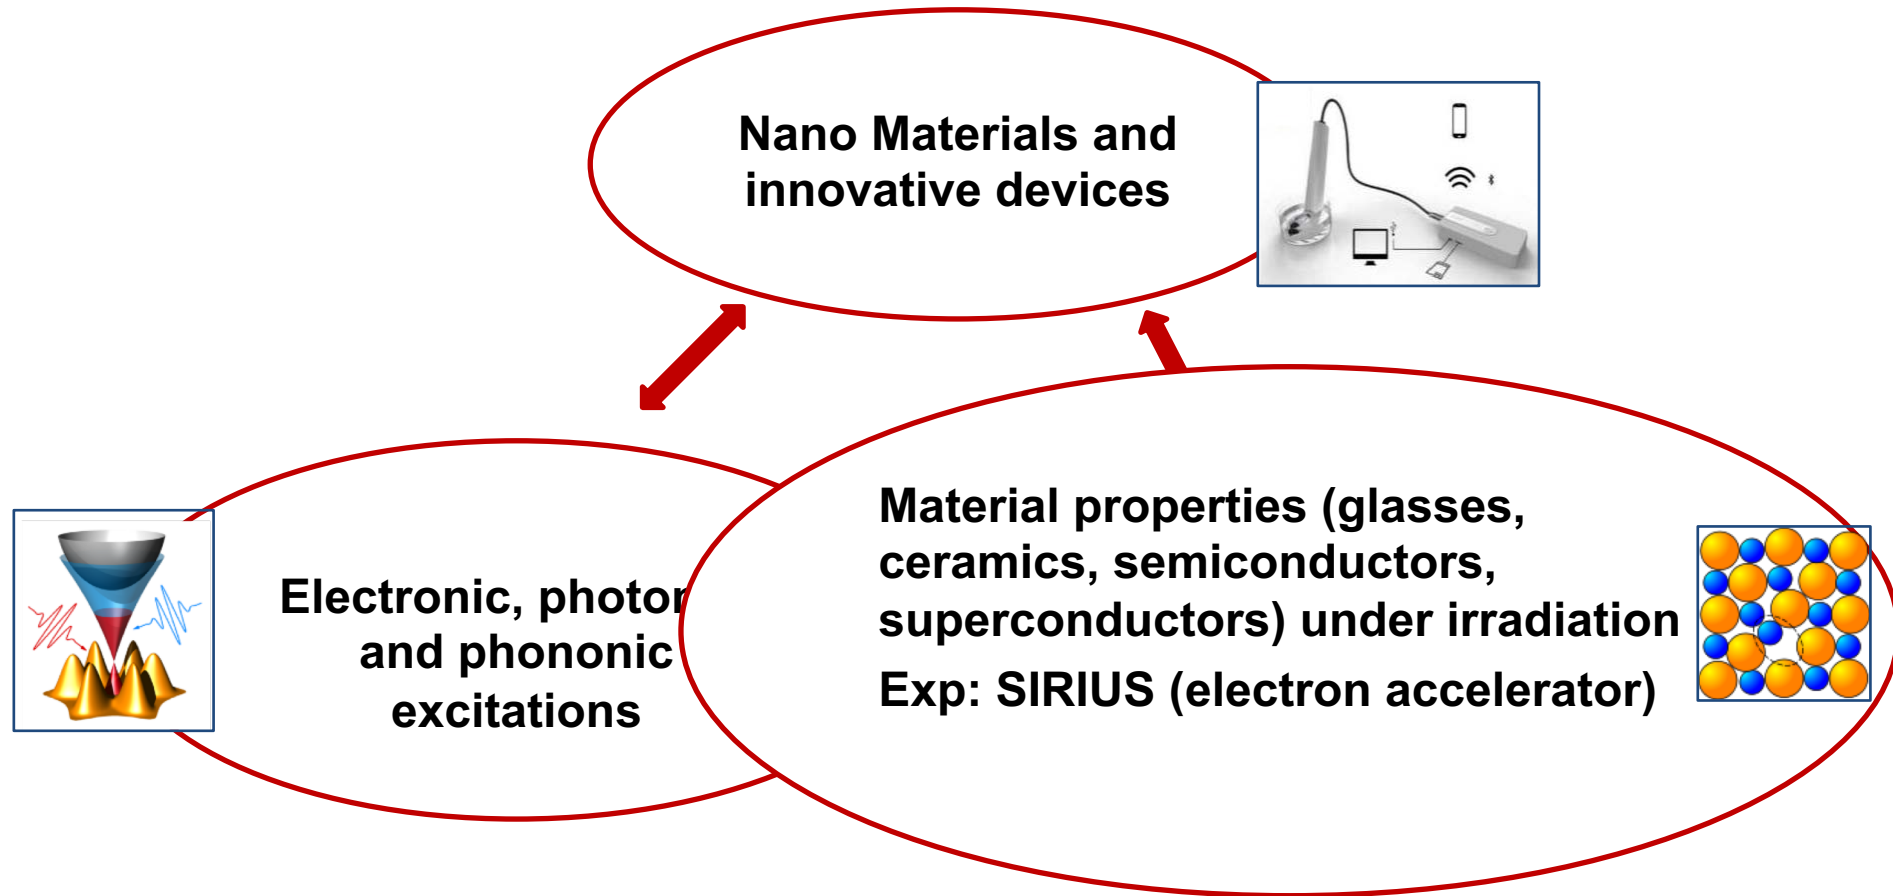 Nano Materials and
innovative devices
Electronic,
and phononic
excitations
Material properties (glasses,
ceramics, semiconductors,
superconductors) under irradiation
Exp: SIRIUS (electron accelerator)